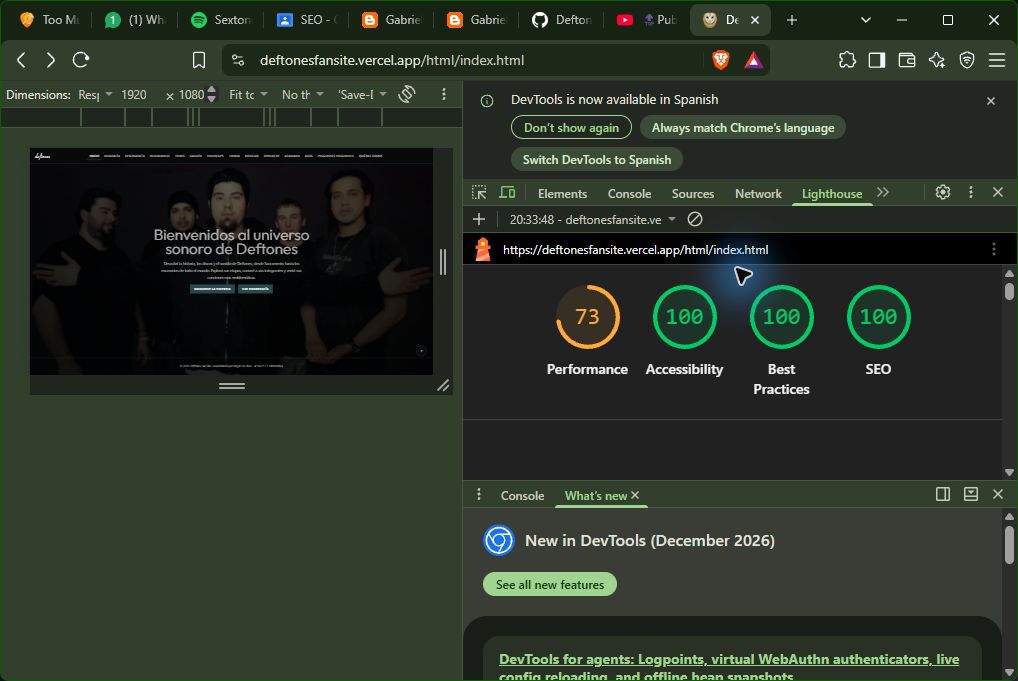 Too Mu
(1) Wha
Sexton
SEO - G
Gabriel
Gabriel
Defton
Pub
De
deftonesfansite.vercel.app/html/index.html
Dimensions: Resp 1920 x 1080 Fit to No th 'Save-D
DevTools is now available in Spanish
Don't show again
Always match Chrome's language
Switch DevTools to Spanish
Elements Console Sources Network Lighthouse
20:33:48 - deftonesfansite.ve
https://deftonesfansite.vercel.app/html/index.html
deftones
Bienvenidos al universo
sonoro de Deftones
73 100 100 100
Performance Accessibility Best Practices SEO
Console What's new
New in DevTools (December 2026)
See all new features
DevTools for agents: Logpoints, virtual WebAuthn authenticators, live
config reloading, and offline heap snapshots